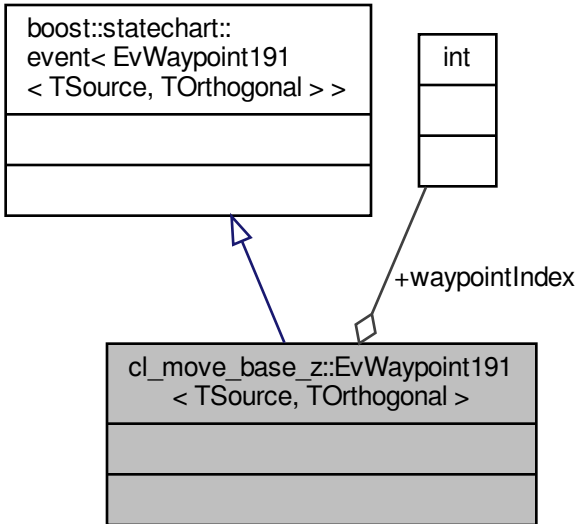 boost::statechart::
event< EvWaypoint191
< TSource, TOrthogonal > >
int
+waypointIndex
cl_move_base_z::EvWaypoint191
< TSource, TOrthogonal >